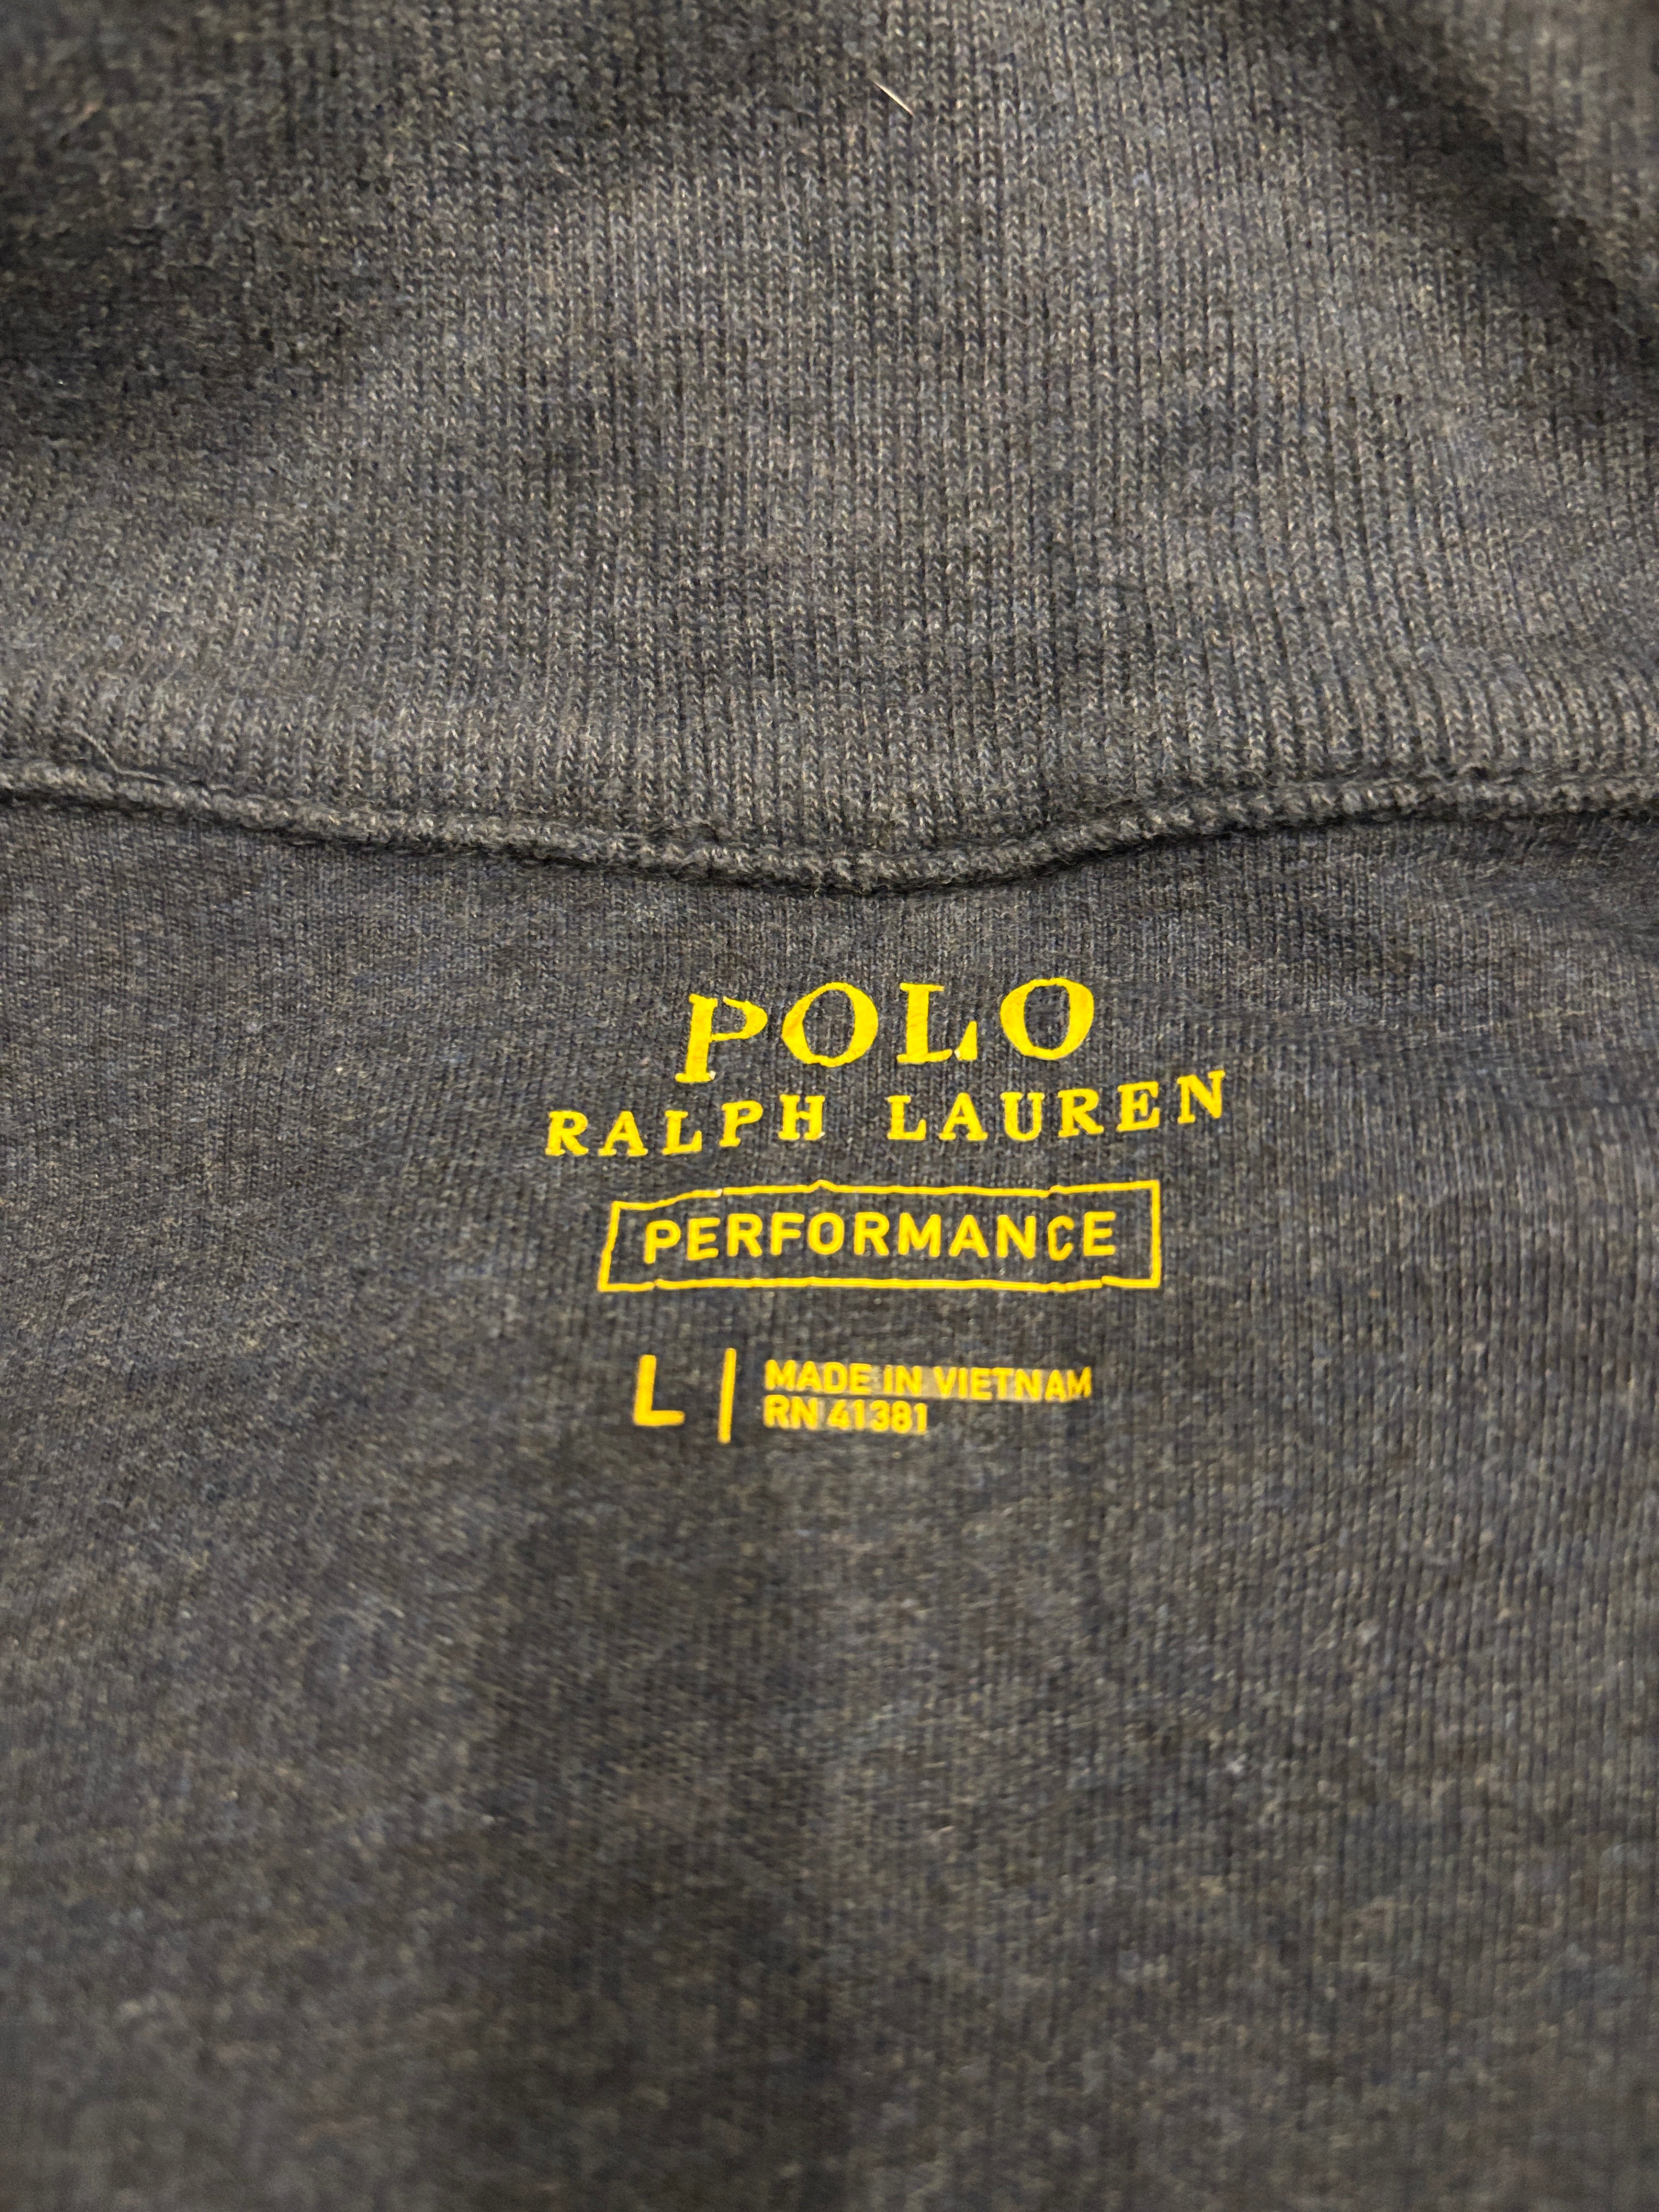 POLO
RALPH LAUREN
PERFORMANCE
L | MADE IN VIETNAM
RN 41381